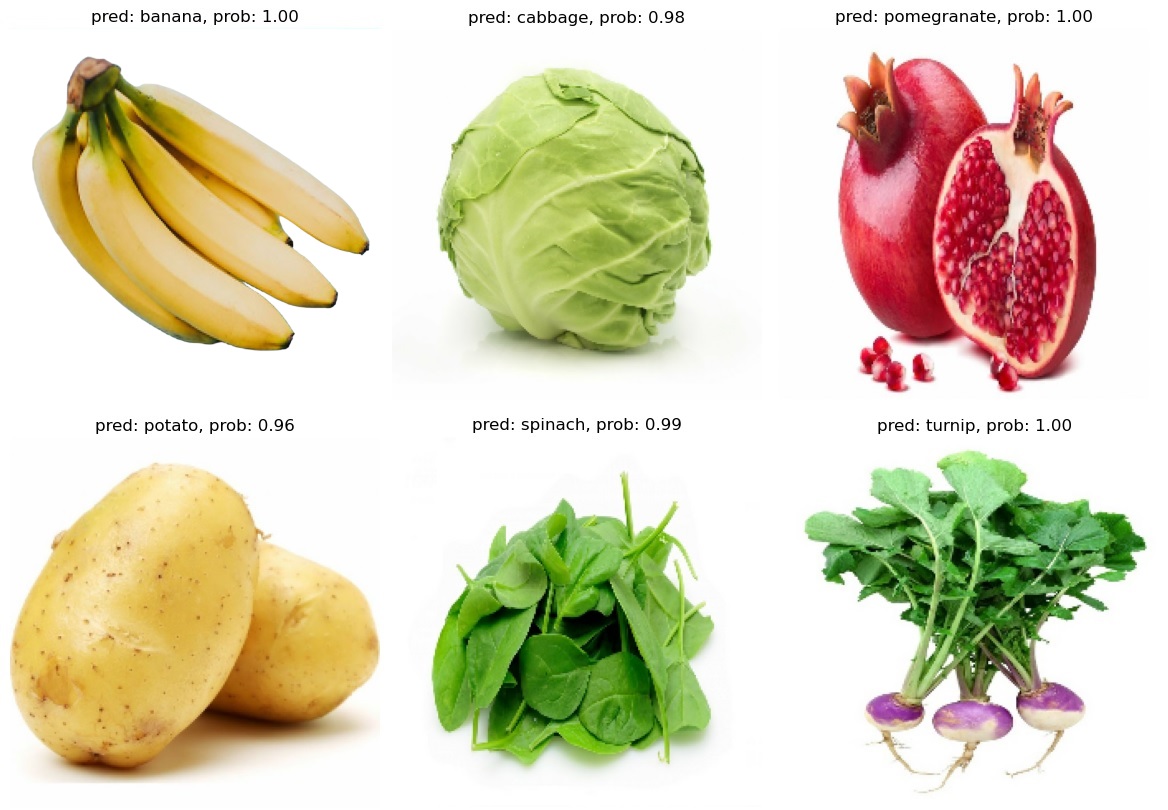 pred: banana, prob: 1.00
pred: cabbage, prob: 0.98
pred: pomegranate, prob: 1.00
pred: potato, prob: 0.96
pred: spinach, prob: 0.99
pred: turnip, prob: 1.00